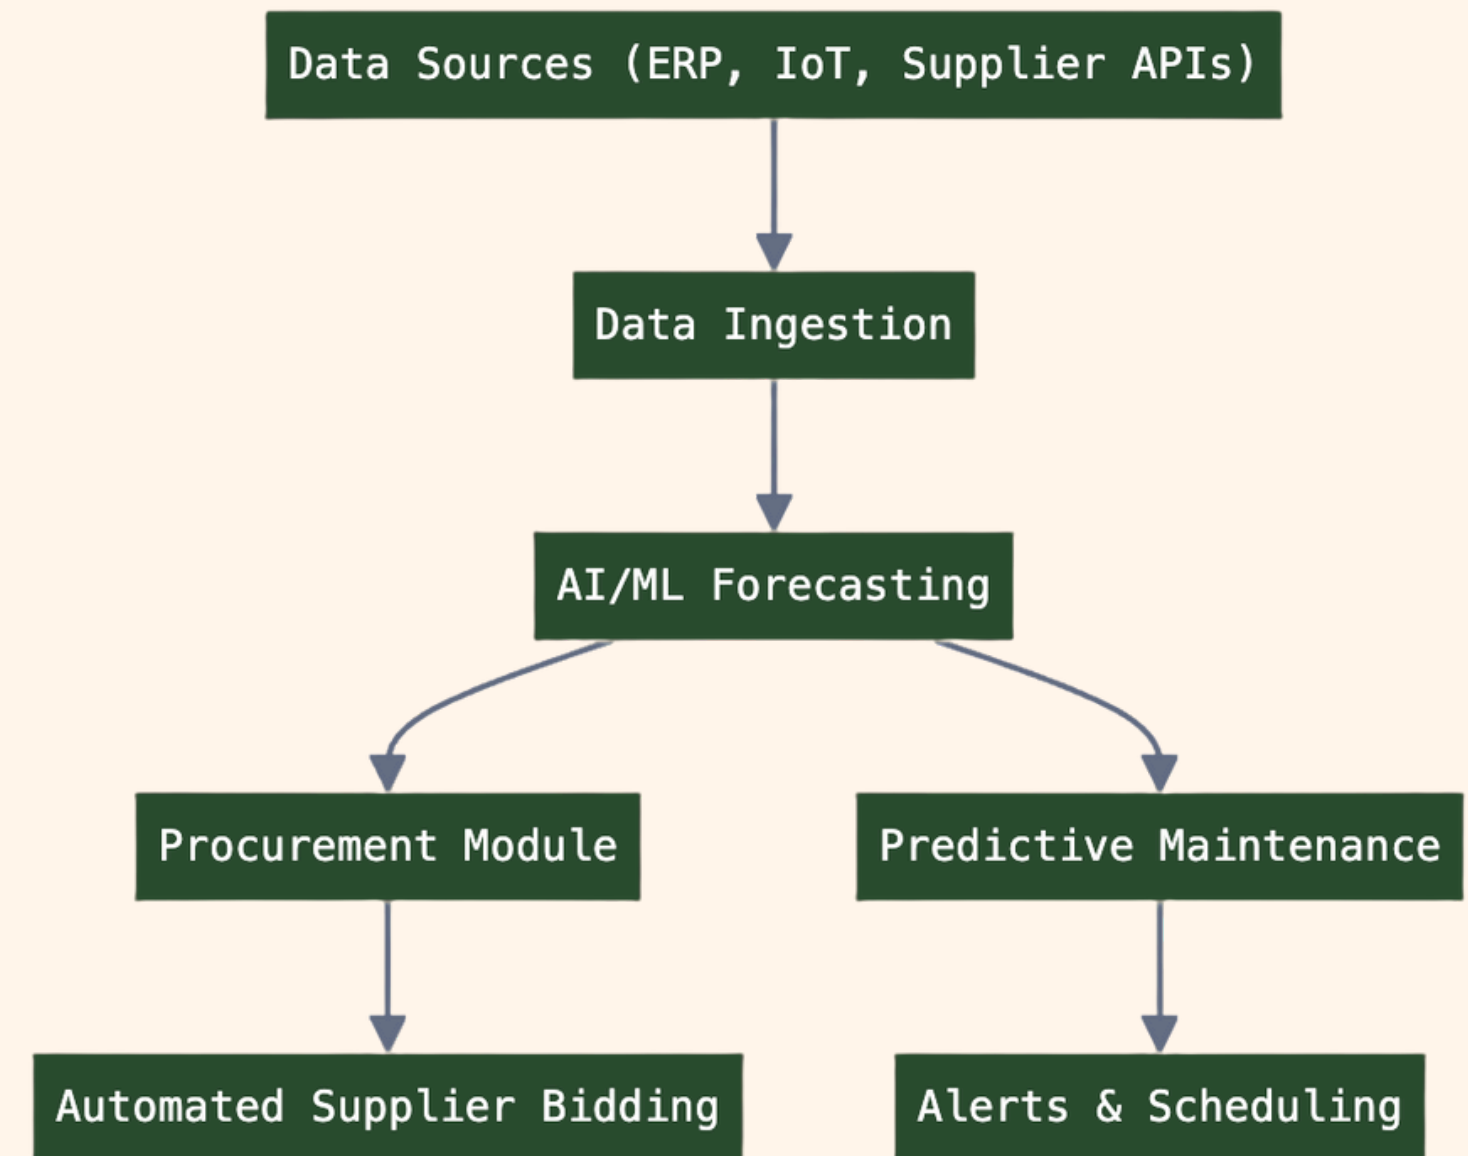 Data Sources (ERP, IoT, Supplier APIs)
Data Ingestion
AI/ML Forecasting
Procurement Module
Predictive Maintenance
Automated Supplier Bidding
Alerts & Scheduling